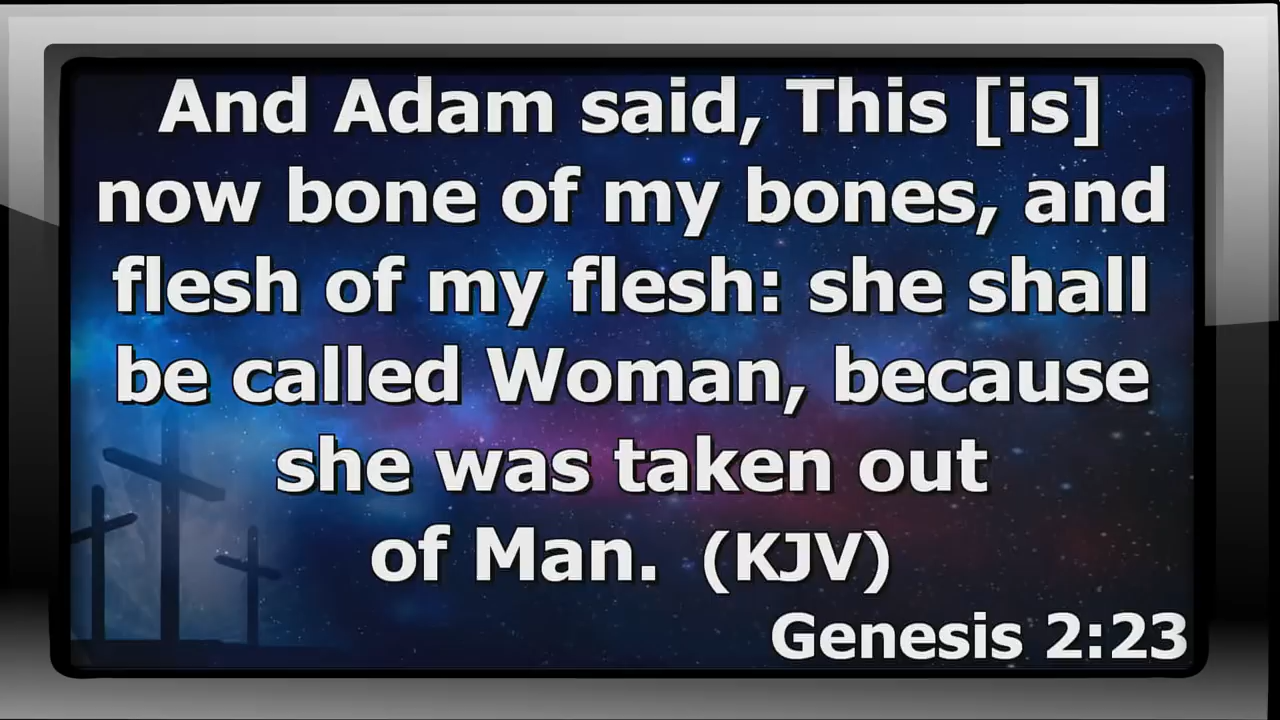 And Adam said, This [is]
now bone of my bones, and
flesh of my flesh: she shall
be called Woman, because
she was taken out
of Man.  (KJV)
Genesis 2:23